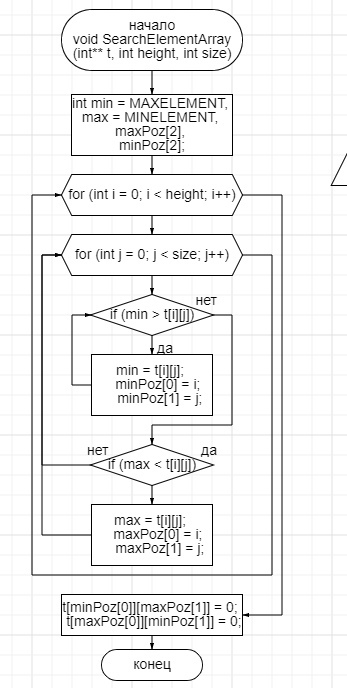 начало
void SearchElementArray
(int** t, int height, int size)
int min = MAXELEMENT,
max = MINELEMENT,
maxPoz[2],
minPoz[2];
for (int i = 0; i < height; i++)
for (int j = 0; j < size; j++)
нет
if (min > t[i][j])
да
min = t[i][j];
minPoz[0] = i;
minPoz[1] = j;
нет
да
if (max < t[i][j])
max = t[i][j];
maxPoz[0] = i;
maxPoz[1] = j;
t[minPoz[0]][maxPoz[1]] = 0;
t[maxPoz[0]][minPoz[1]] = 0;
конец